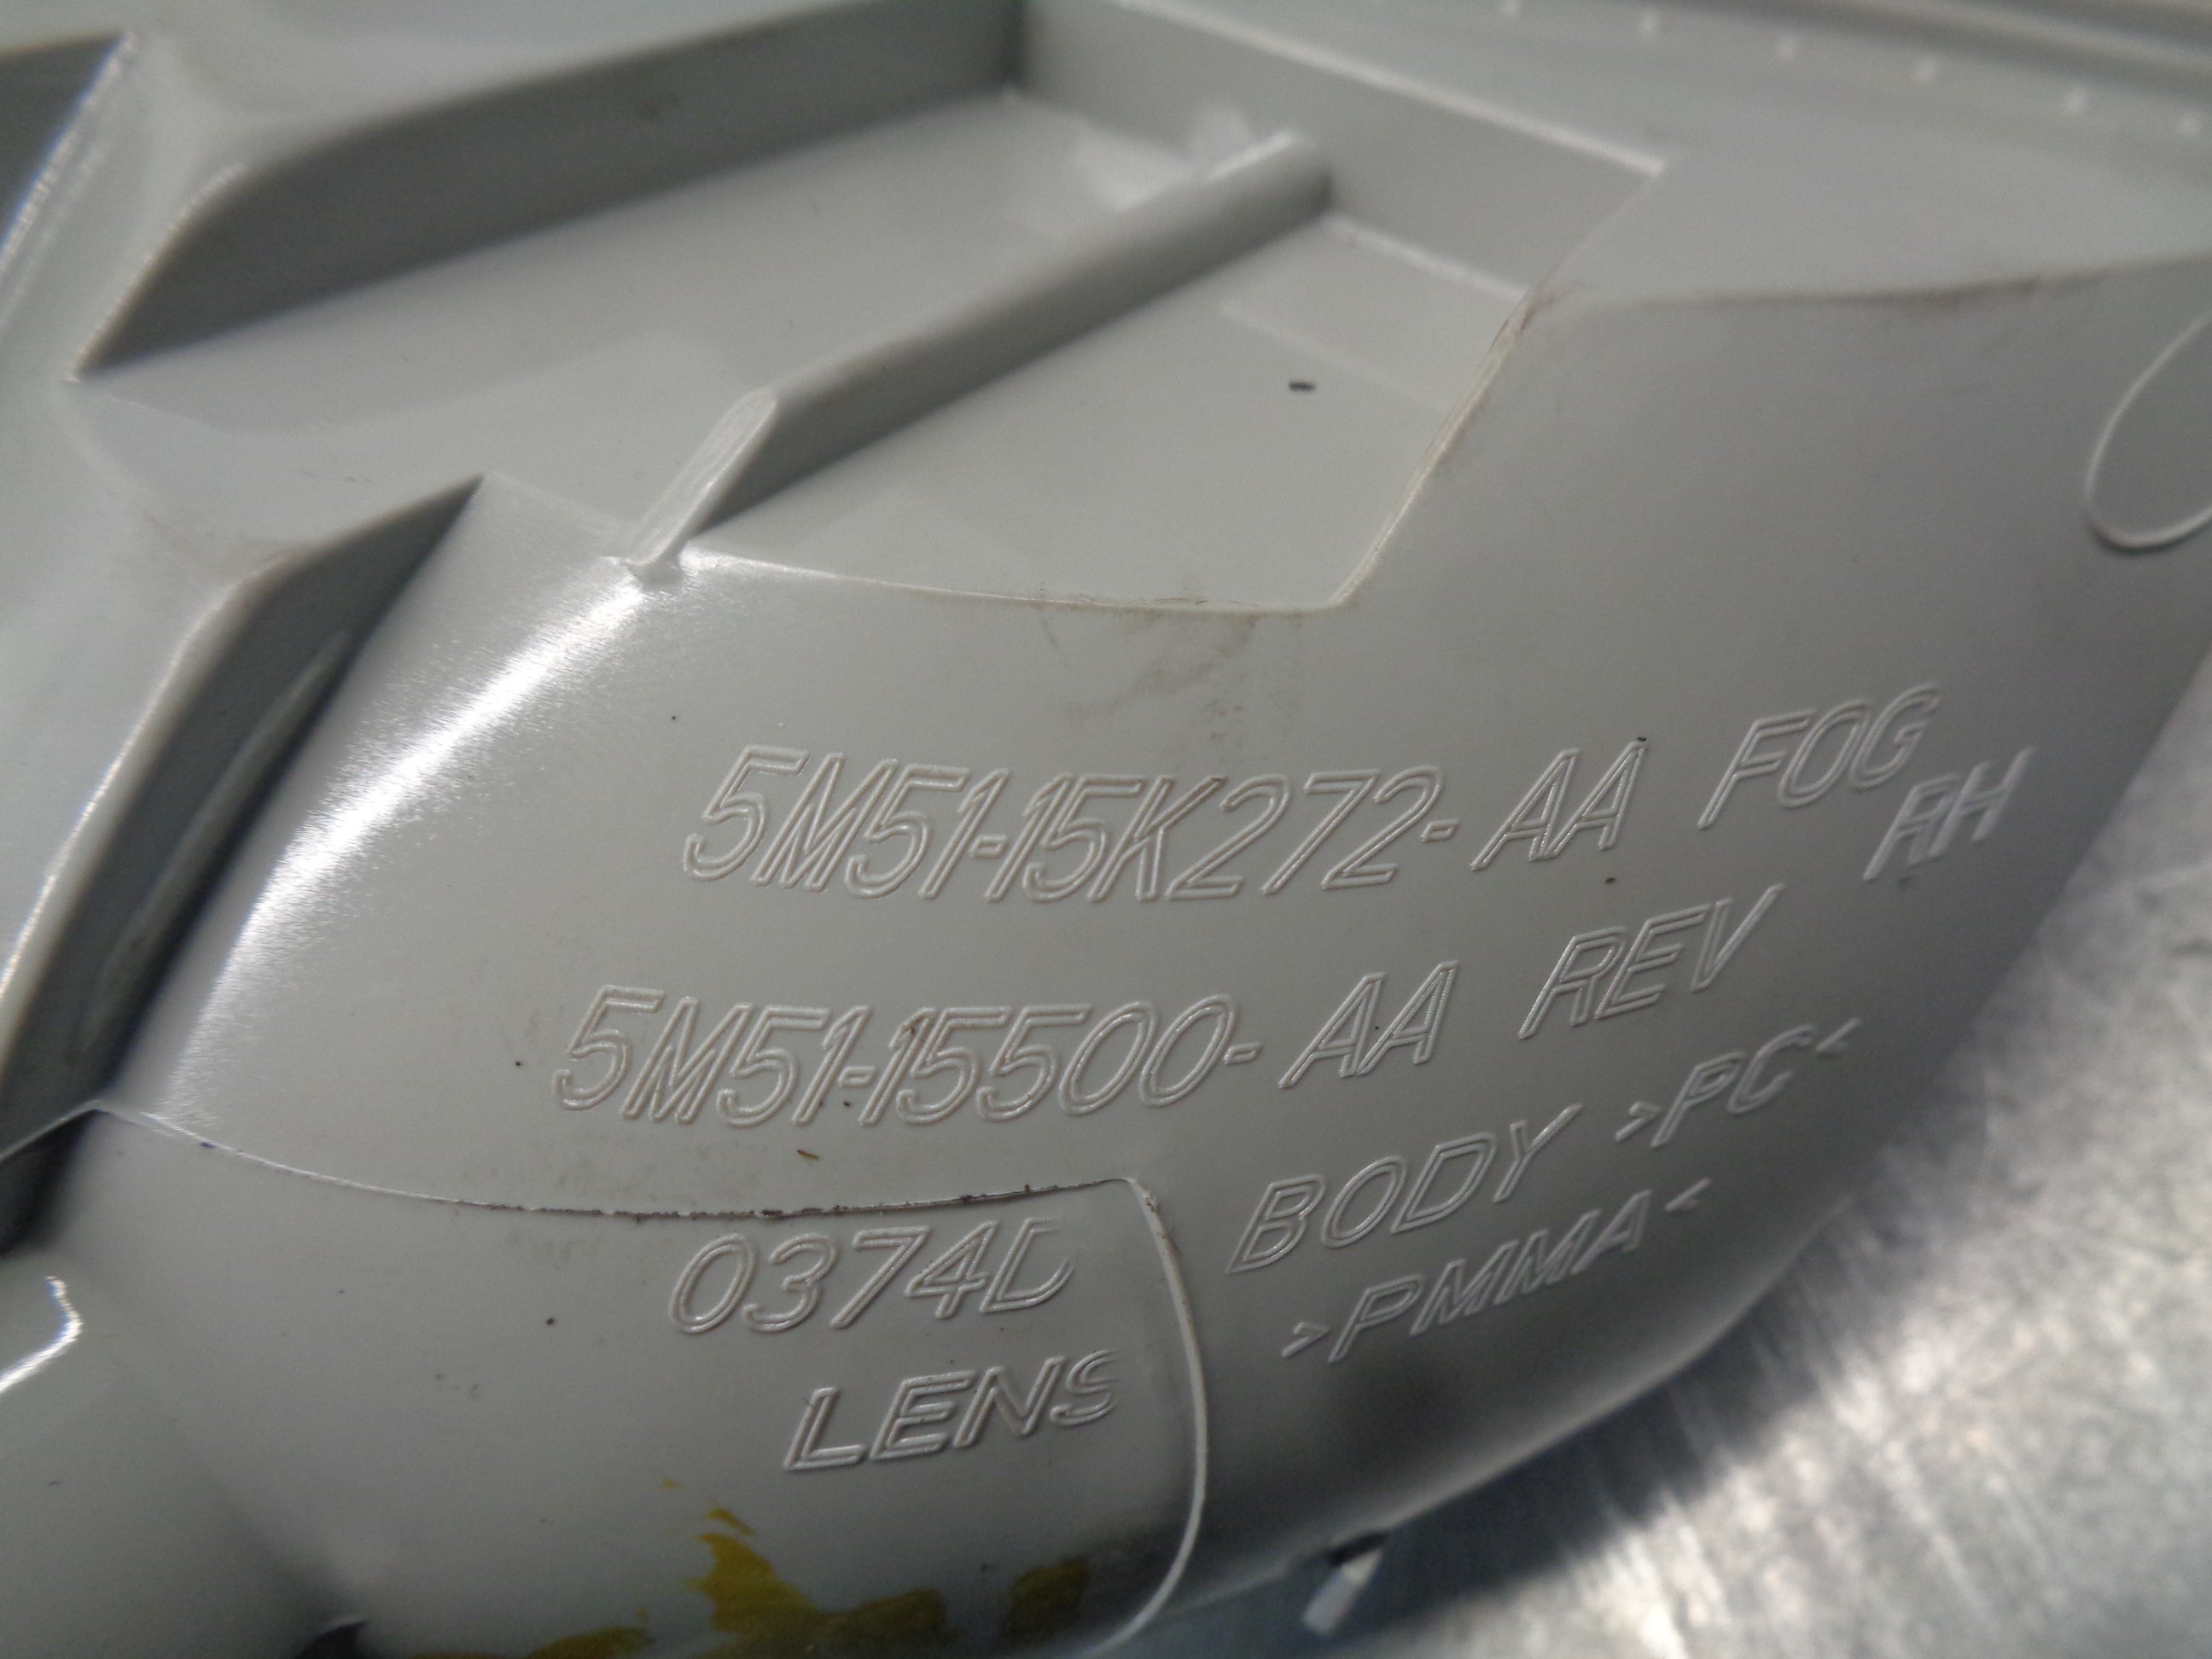 5M51-15K272-AA FOG
RH
5M51-15500-AA REV
0374D BODY >PC<
LENS >PMMA<